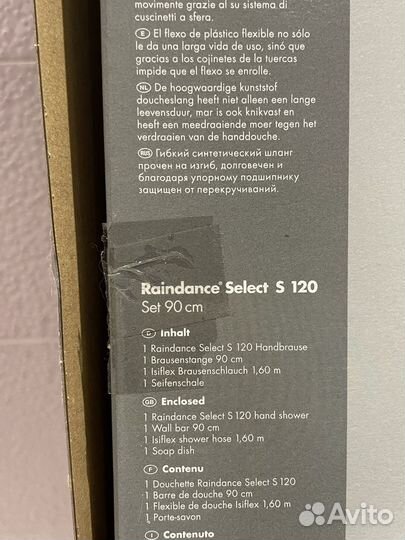 movimente grazie al su sistema di
cuscinetti a sfera.
E El flexo de plástico flexible no sólo
le da una larga vida de uso, sinó que
gracias a los cojinetes de la tuercas
impide que el flexo se enrolle.
NL De hoogwaardige kunststof
doucheslang heeft niet alleen een lange
leevensduur, mar is ook knikvast en
heeft een meedraaiende moer tegen het
verdraaien van de handdouche.
RUS Гибкий синтетический шланг
прочен на изгиб, долговечен и
благодаря упорному подшипнику
защищен от перекручиваний.
Raindance® Select S 120
Set 90 cm
D Inhalt
1 Raindance Select S 120 Handbrause
1 Brausenstange 90 cm
1 Isiflex Brausenschlauch 1,60 m
1 Seifenschale
GB Enclosed
1 Raindance Select S 120 hand shower
1 Wall bar 90 cm
1 Isiflex shower hose 1,60 m
1 Soap dish
F Contenu
1 Douchette Raindance Select S 120
1 Barre de douche 90 cm
1 Flexible de douche Isiflex 1,60 m
1 Porte-savon
I Contenuto
Avito